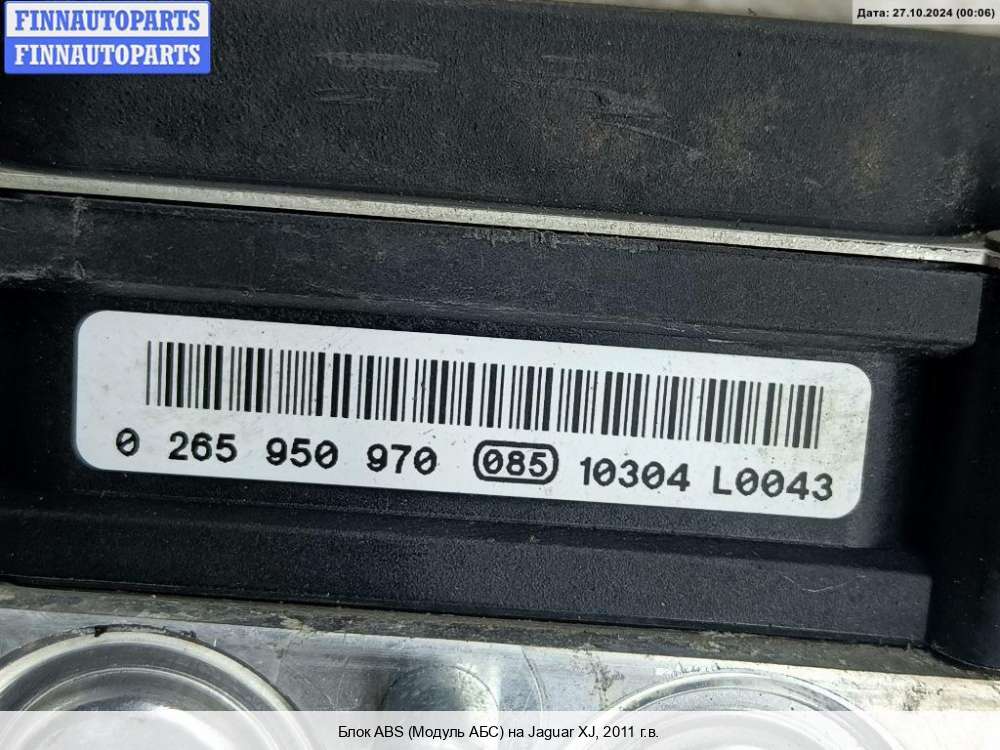 FINNAUTOPARTS
FINNAUTOPARTS
Дата: 27.10.2024 (00:06)
0 265 950 970 085 10304 L0043
Блок ABS (Модуль АБС) на Jaguar XJ, 2011 г.в.